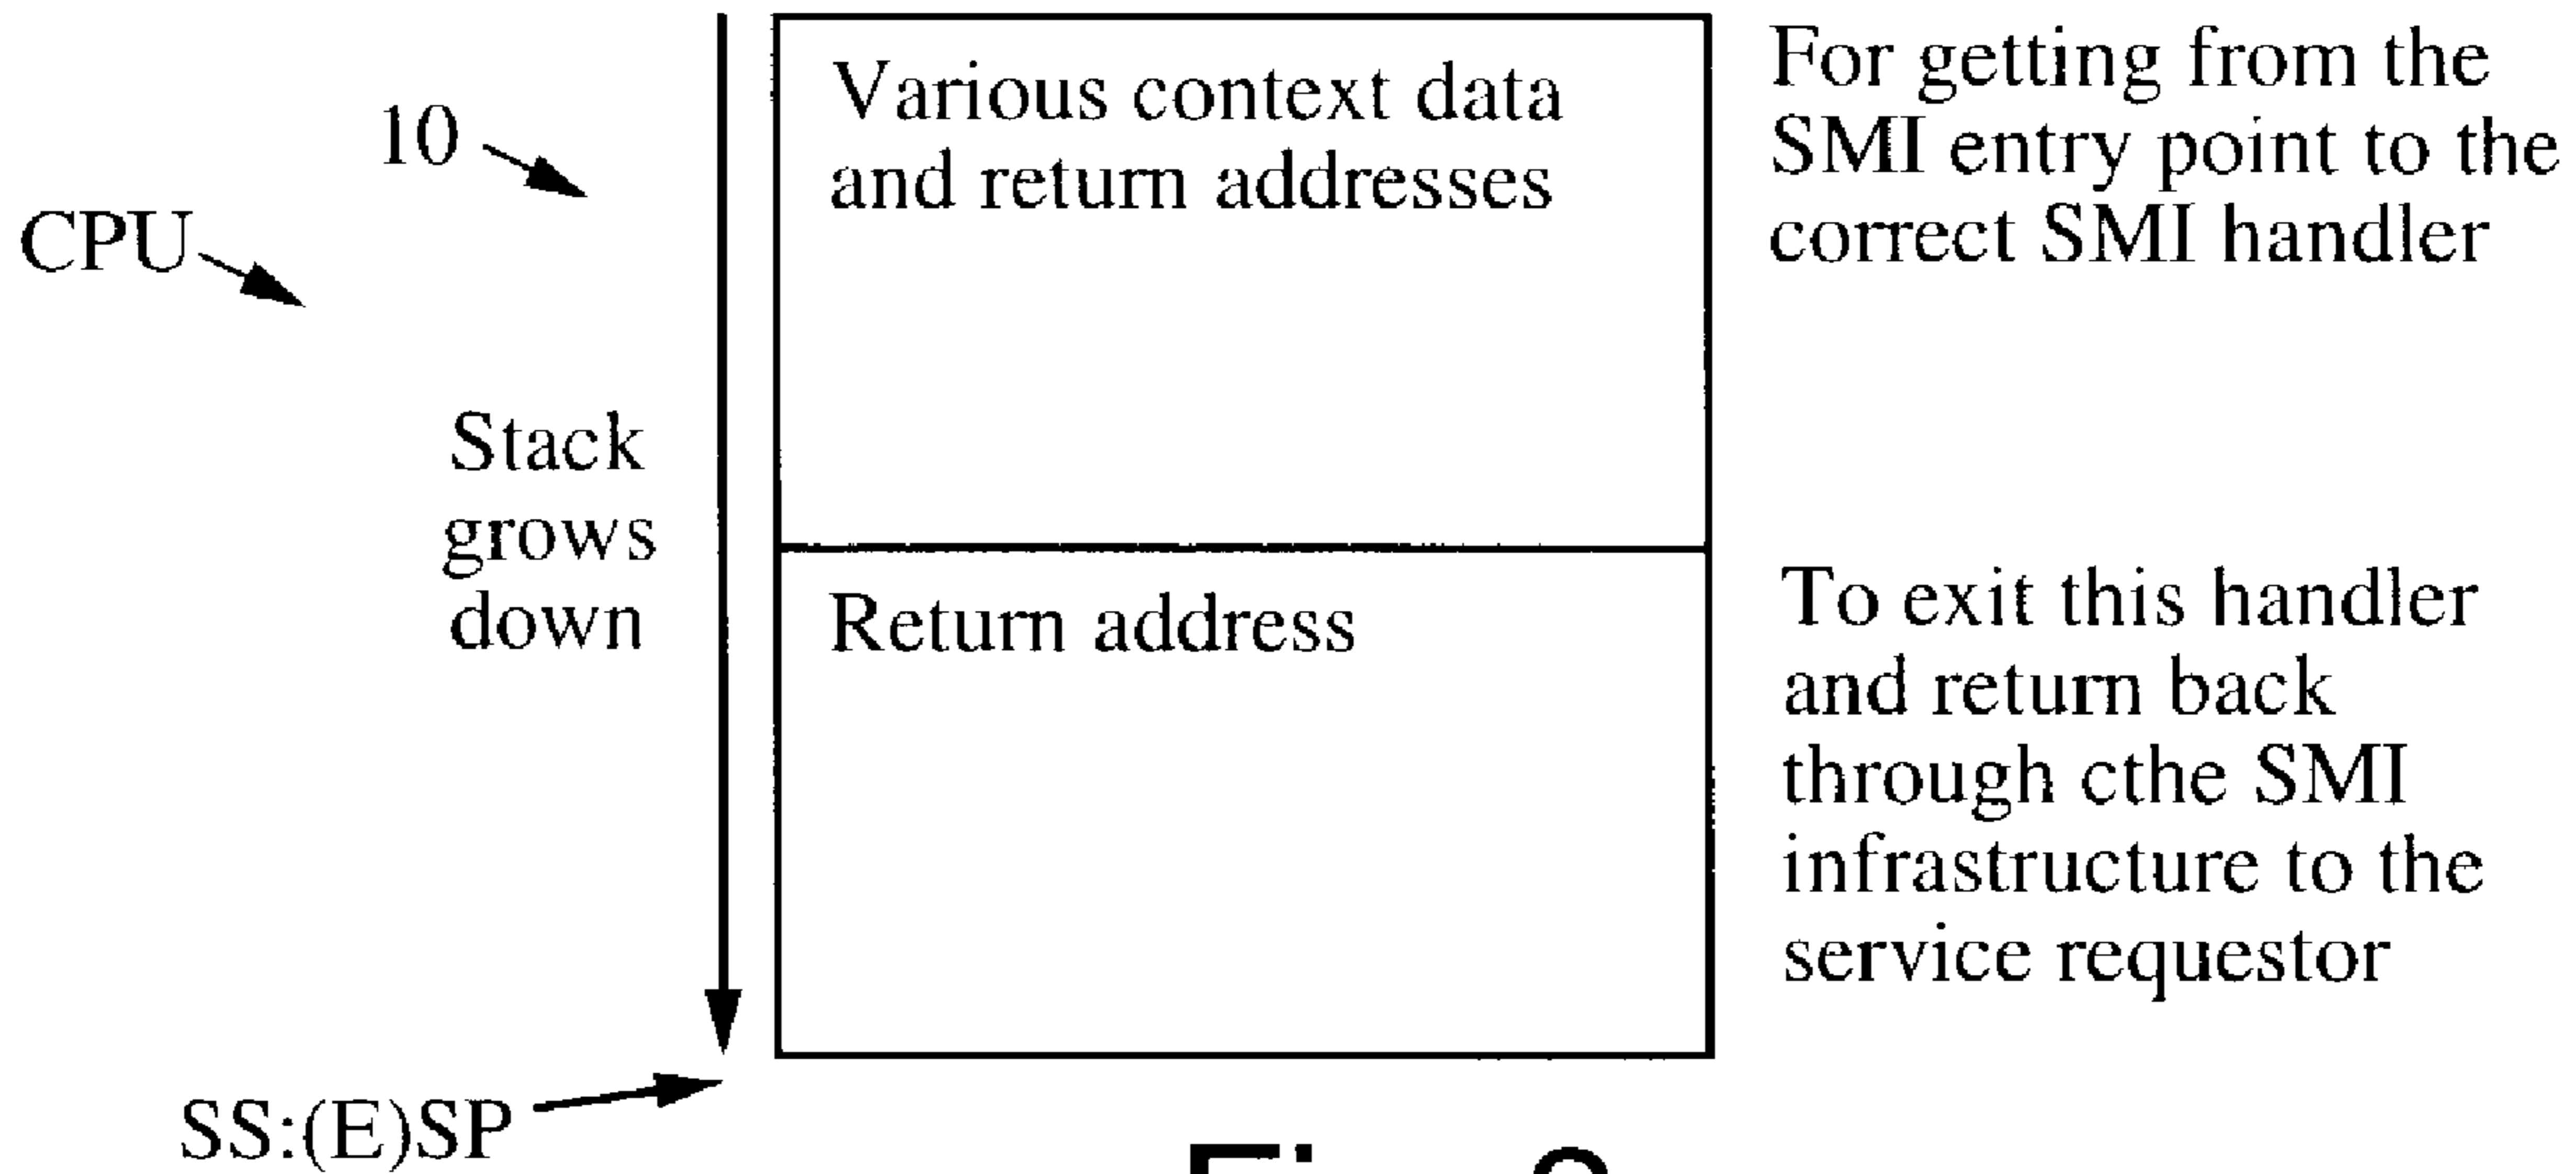 Various context data
and return addresses
For getting from the
SMI entry point to the
correct SMI handler
10
CPU
Stack
grows
down
Return address
To exit this handler
and return back
through cthe SMI
infrastructure to the
service requestor
SS:(E)SP